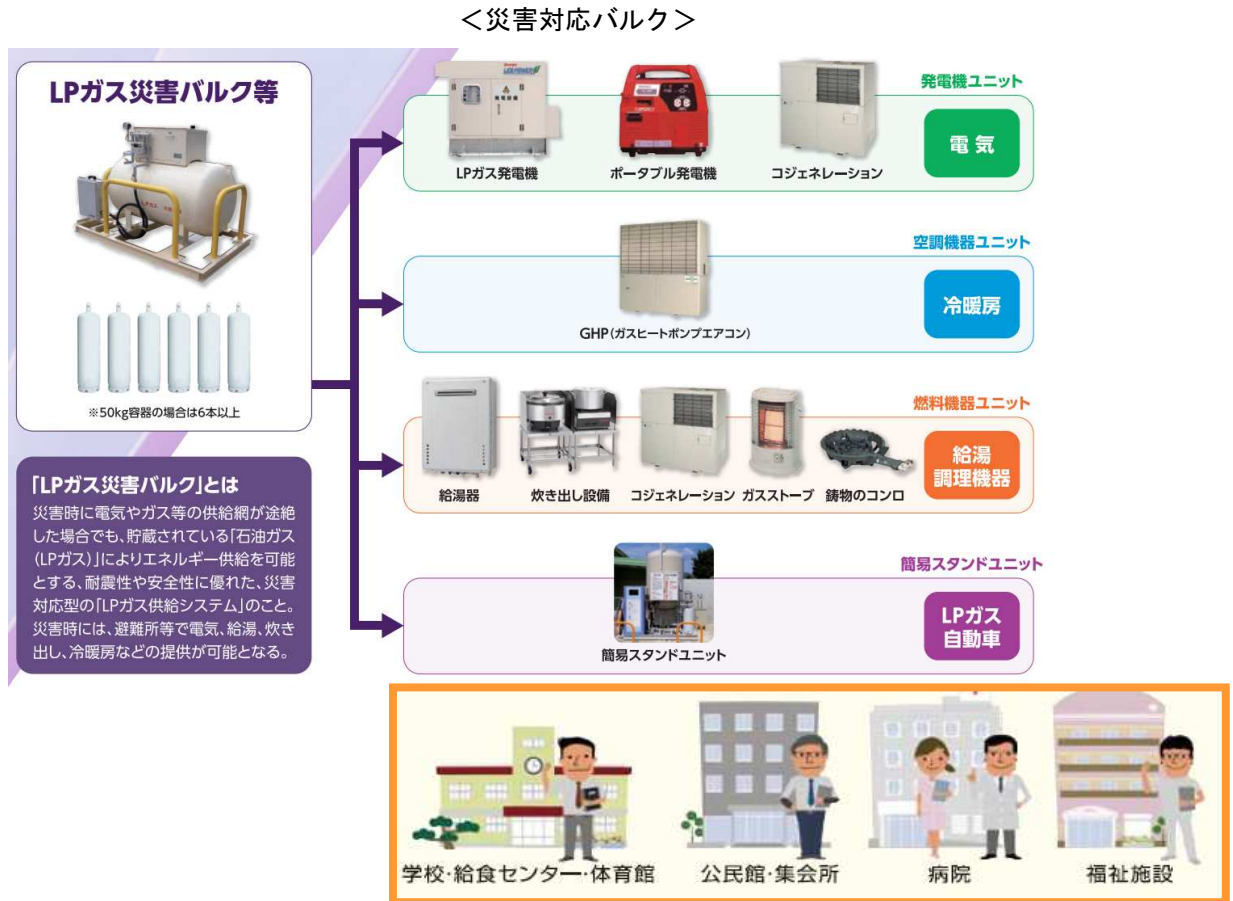 ＜災害対応バルク＞
LPガス災害バルク等
※50kg容器の場合は6本以上
「LPガス災害バルク」とは
災害時に電気やガス等の供給網が途絶
した場合でも、貯蔵されている「石油ガス
(LPガス)」によりエネルギー供給を可能
とする、耐震性や安全性に優れた、災害
対応型の「LPガス供給システム」のこと。
災害時には、避難所等で電気、給湯、炊き
出し、冷暖房などの提供が可能となる。
発電機ユニット
電気
LPガス発電機
ポータブル発電機
コジェネレーション
空調機器ユニット
冷暖房
GHP(ガスヒートポンプエアコン)
燃料機器ユニット
給湯
調理機器
給湯器
炊き出し設備
コジェネレーション
ガスストーブ
鋳物のコンロ
簡易スタンドユニット
LPガス
自動車
簡易スタンドユニット
学校・給食センター・体育館
公民館・集会所
病院
福祉施設